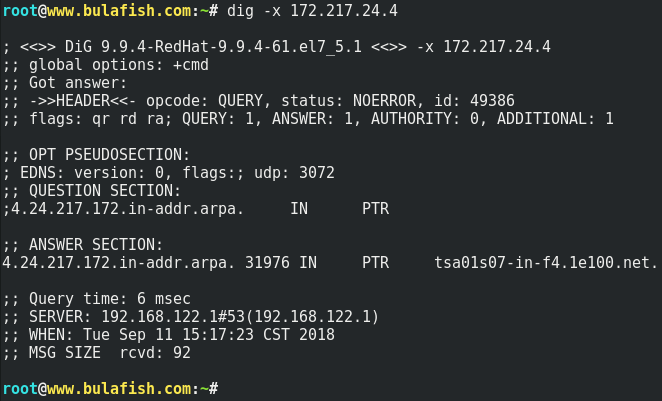 root@www.bulafish.com:~# dig -x 172.217.24.4
; <<>> DiG 9.9.4-RedHat-9.9.4-61.el7_5.1 <<>> -x 172.217.24.4
;; global options: +cmd
;; Got answer:
;; ->>HEADER<<- opcode: QUERY, status: NOERROR, id: 49386
;; flags: qr rd ra; QUERY: 1, ANSWER: 1, AUTHORITY: 0, ADDITIONAL: 1
;; OPT PSEUDOSECTION:
; EDNS: version: 0, flags:; udp: 3072
;; QUESTION SECTION:
;4.24.217.172.in-addr.arpa.     IN      PTR
;; ANSWER SECTION:
4.24.217.172.in-addr.arpa. 31976 IN     PTR     tsa01s07-in-f4.1e100.net.
;; Query time: 6 msec
;; SERVER: 192.168.122.1#53(192.168.122.1)
;; WHEN: Tue Sep 11 15:17:23 CST 2018
;; MSG SIZE  rcvd: 92
root@www.bulafish.com:~#